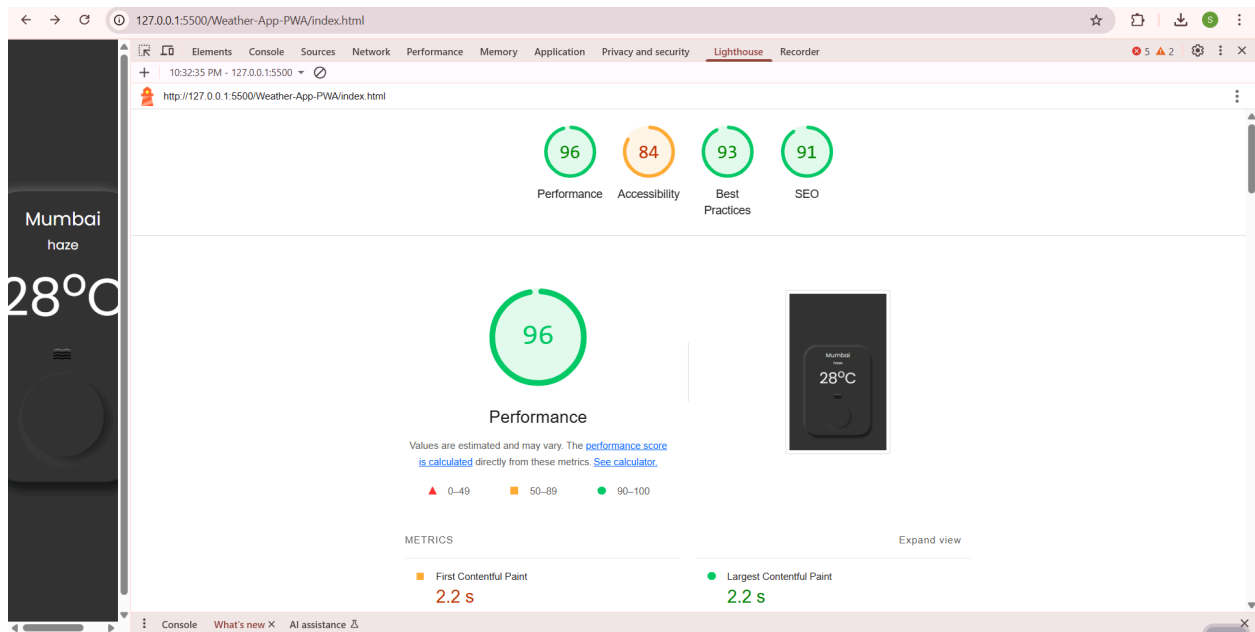 127.0.0.1:5500/Weather-App-PWA/index.html
S
Elements Console Sources Network Performance Memory Application Privacy and security Lighthouse Recorder
5 2
10:32:35 PM - 127.0.0.1:5500
http://127.0.0.1:5500/Weather-App-PWA/index.html
Mumbai
haze
28°C
96 84 93 91
Performance Accessibility Best Practices SEO
96
Performance
Values are estimated and may vary. The performance score
is calculated directly from these metrics. See calculator.
0–49 50–89 90–100
Mumbai
haze
28°C
METRICS Expand view
First Contentful Paint
2.2 s
Largest Contentful Paint
2.2 s
Console What's new AI assistance